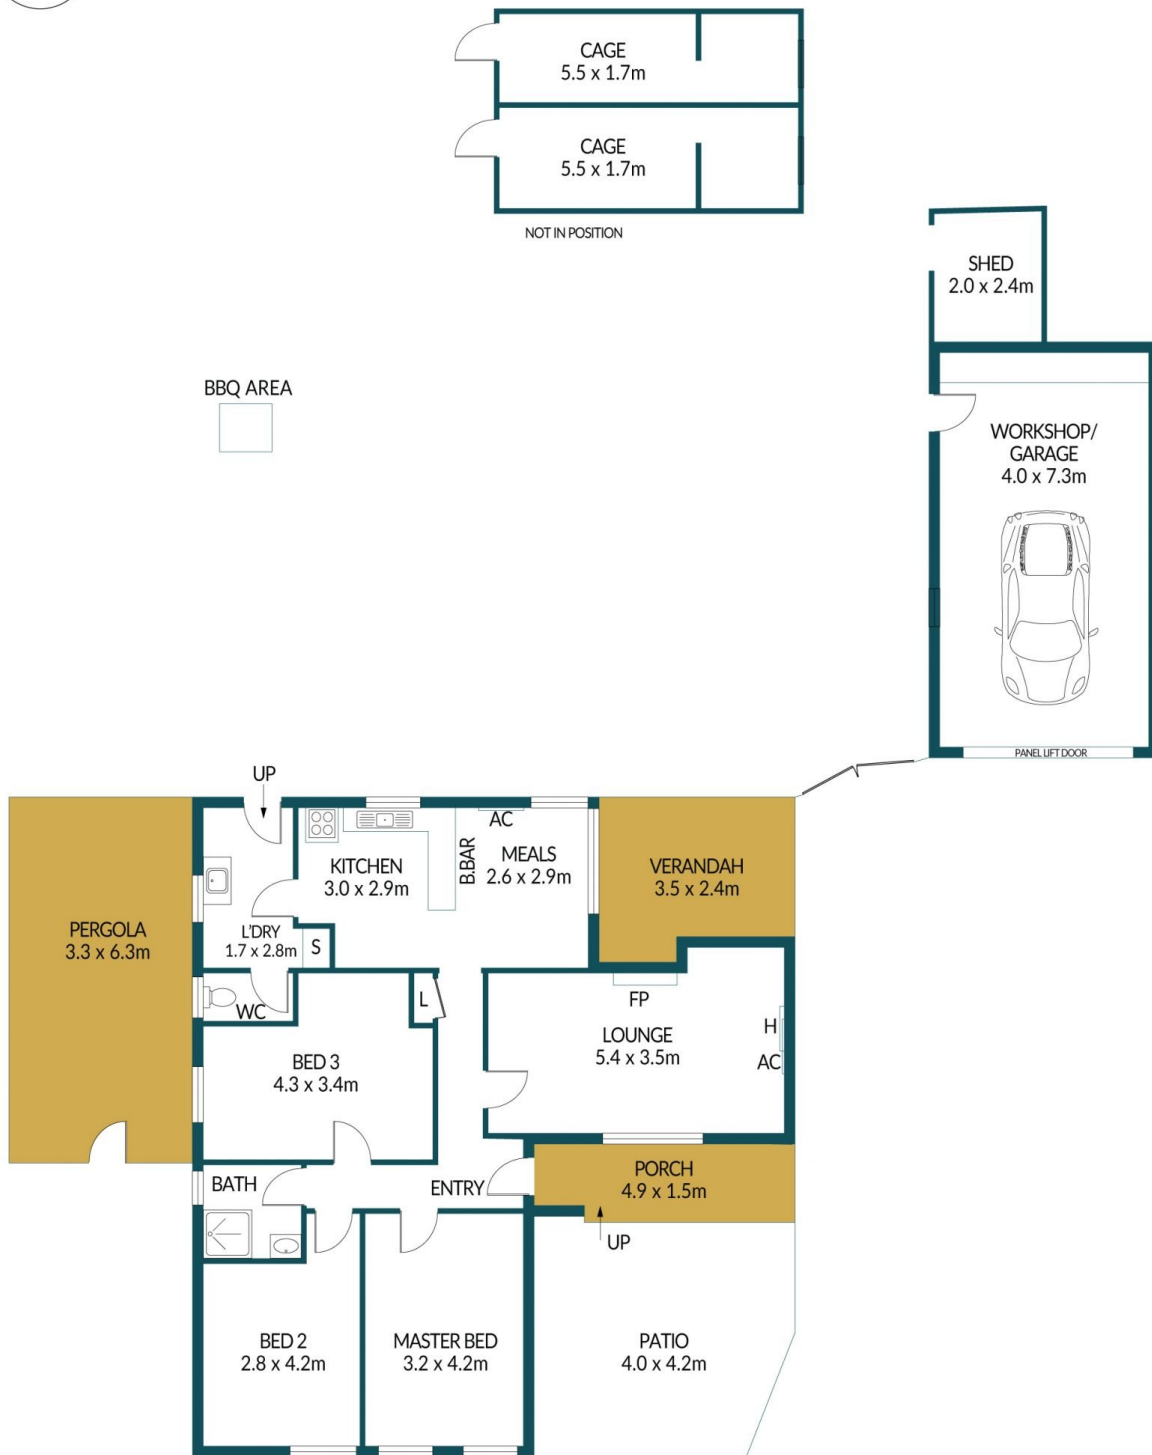 CAGE
5.5 x 1.7m
CAGE
5.5 x 1.7m
NOT IN POSITION
SHED
2.0 x 2.4m
BBQ AREA
WORKSHOP/
GARAGE
4.0 x 7.3m
PANEL LIFT DOOR
UP
AC
KITCHEN
3.0 x 2.9m
B.BAR
MEALS
2.6 x 2.9m
VERANDAH
3.5 x 2.4m
PERGOLA
3.3 x 6.3m
L'DRY
1.7 x 2.8m
S
WC
L
FP
LOUNGE
5.4 x 3.5m
H
AC
BED 3
4.3 x 3.4m
BATH
ENTRY
PORCH
4.9 x 1.5m
UP
BED 2
2.8 x 4.2m
MASTER BED
3.2 x 4.2m
PATIO
4.0 x 4.2m